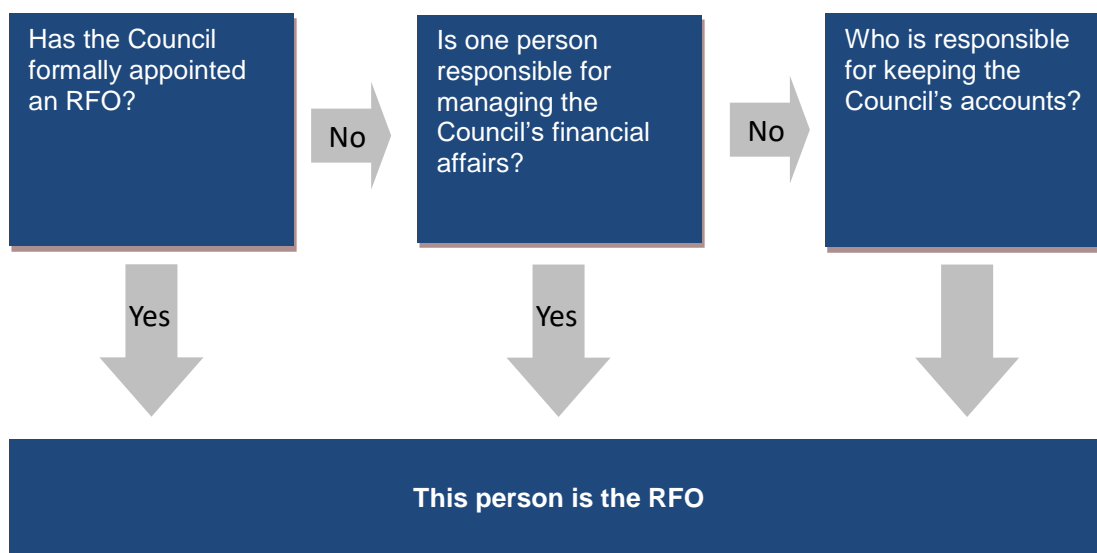 Has the Council
formally appointed
an RFO?
No
Is one person
responsible for
managing the
Council’s financial
affairs?
No
Who is responsible
for keeping the
Council’s accounts?
Yes
Yes
This person is the RFO